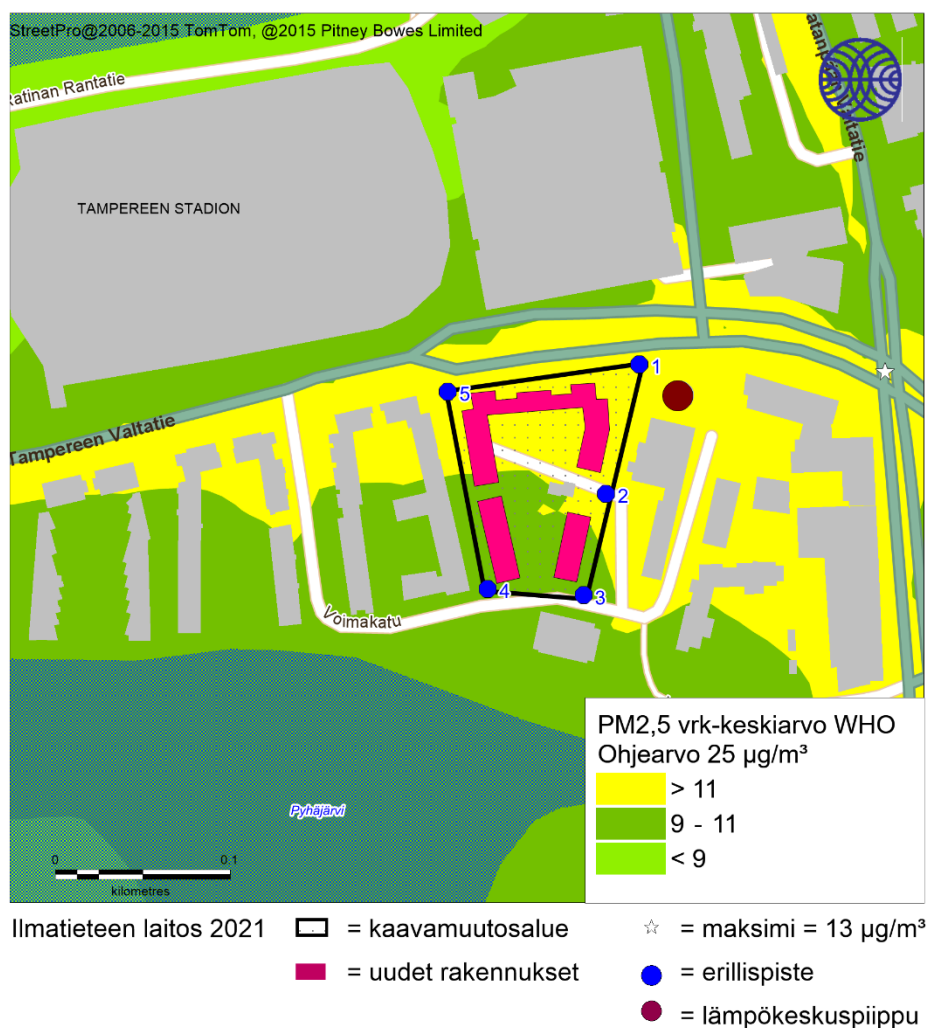 StreetPro@2006-2015 TomTom, @2015 Pitney Bowes Limited
Ratinan Rantatie
atanpään Valtatie
TAMPEREEN STADION
1
5
Tampereen Valtatie
2
4
3
Voimakatu
PM2,5 vrk-keskiarvo WHO
Ohjearvo 25 µg/m³
> 11
9 - 11
< 9
Pyhäjärvi
0 0.1
kilometres
Ilmatieteen laitos 2021 = kaavamuutosalue = maksimi = 13 µg/m³
= uudet rakennukset = erillispiste
= lämpökeskuspiippu